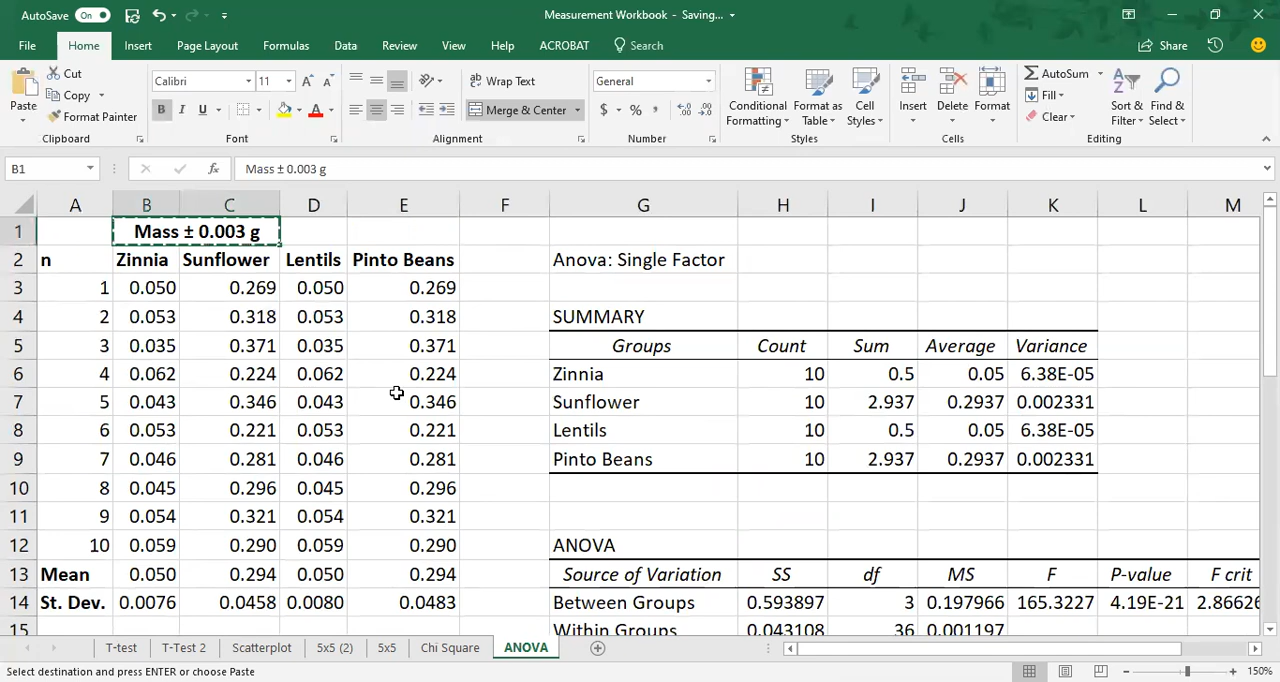 AutoSave On Measurement Workbook - Saving...
File Home Insert Page Layout Formulas Data Review View Help ACROBAT Search Share
Paste Cut Calibri 11 Wrap Text General Conditional Formatting Format as Table Cell Styles Insert Delete Format AutoSum Sort & Filter Find & Select
Copy Fill
Format Painter B I U A Merge & Center $ % , Clear
Clipboard Font Alignment Number Styles Cells Editing
B1 fx Mass ± 0.003 g
A B C D E F G H I J K L M
1 Mass ± 0.003 g
2 n Zinnia Sunflower Lentils Pinto Beans Anova: Single Factor
3 1 0.050 0.269 0.050 0.269
4 2 0.053 0.318 0.053 0.318 SUMMARY
5 3 0.035 0.371 0.035 0.371 Groups Count Sum Average Variance
6 4 0.062 0.224 0.062 0.224 Zinnia 10 0.5 0.05 6.38E-05
7 5 0.043 0.346 0.043 0.346 Sunflower 10 2.937 0.2937 0.002331
8 6 0.053 0.221 0.053 0.221 Lentils 10 0.5 0.05 6.38E-05
9 7 0.046 0.281 0.046 0.281 Pinto Beans 10 2.937 0.2937 0.002331
10 8 0.045 0.296 0.045 0.296
11 9 0.054 0.321 0.054 0.321
12 10 0.059 0.290 0.059 0.290 ANOVA
13 Mean 0.050 0.294 0.050 0.294 Source of Variation SS df MS F P-value F crit
14 St. Dev. 0.0076 0.0458 0.0080 0.0483 Between Groups 0.593897 3 0.197966 165.3227 4.19E-21 2.86626
15 Within Groups 0.043108 36 0.001197
T-test T-Test 2 Scatterplot 5x5 (2) 5x5 Chi Square ANOVA
Select destination and press ENTER or choose Paste 150%